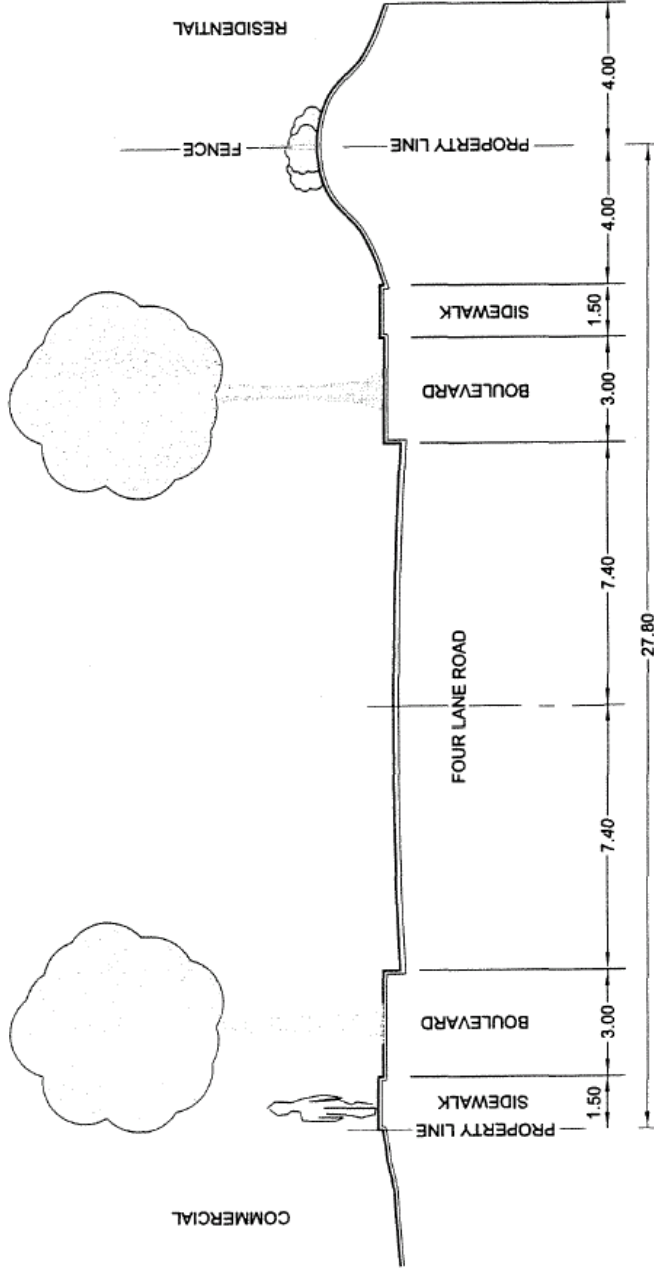 COMMERCIAL
RESIDENTIAL
FENCE
PROPERTY LINE
SIDEWALK
BOULEVARD
FOUR LANE ROAD
BOULEVARD
SIDEWALK
PROPERTY LINE
1.50
3.00
7.40
7.40
3.00
1.50
4.00
4.00
27.80